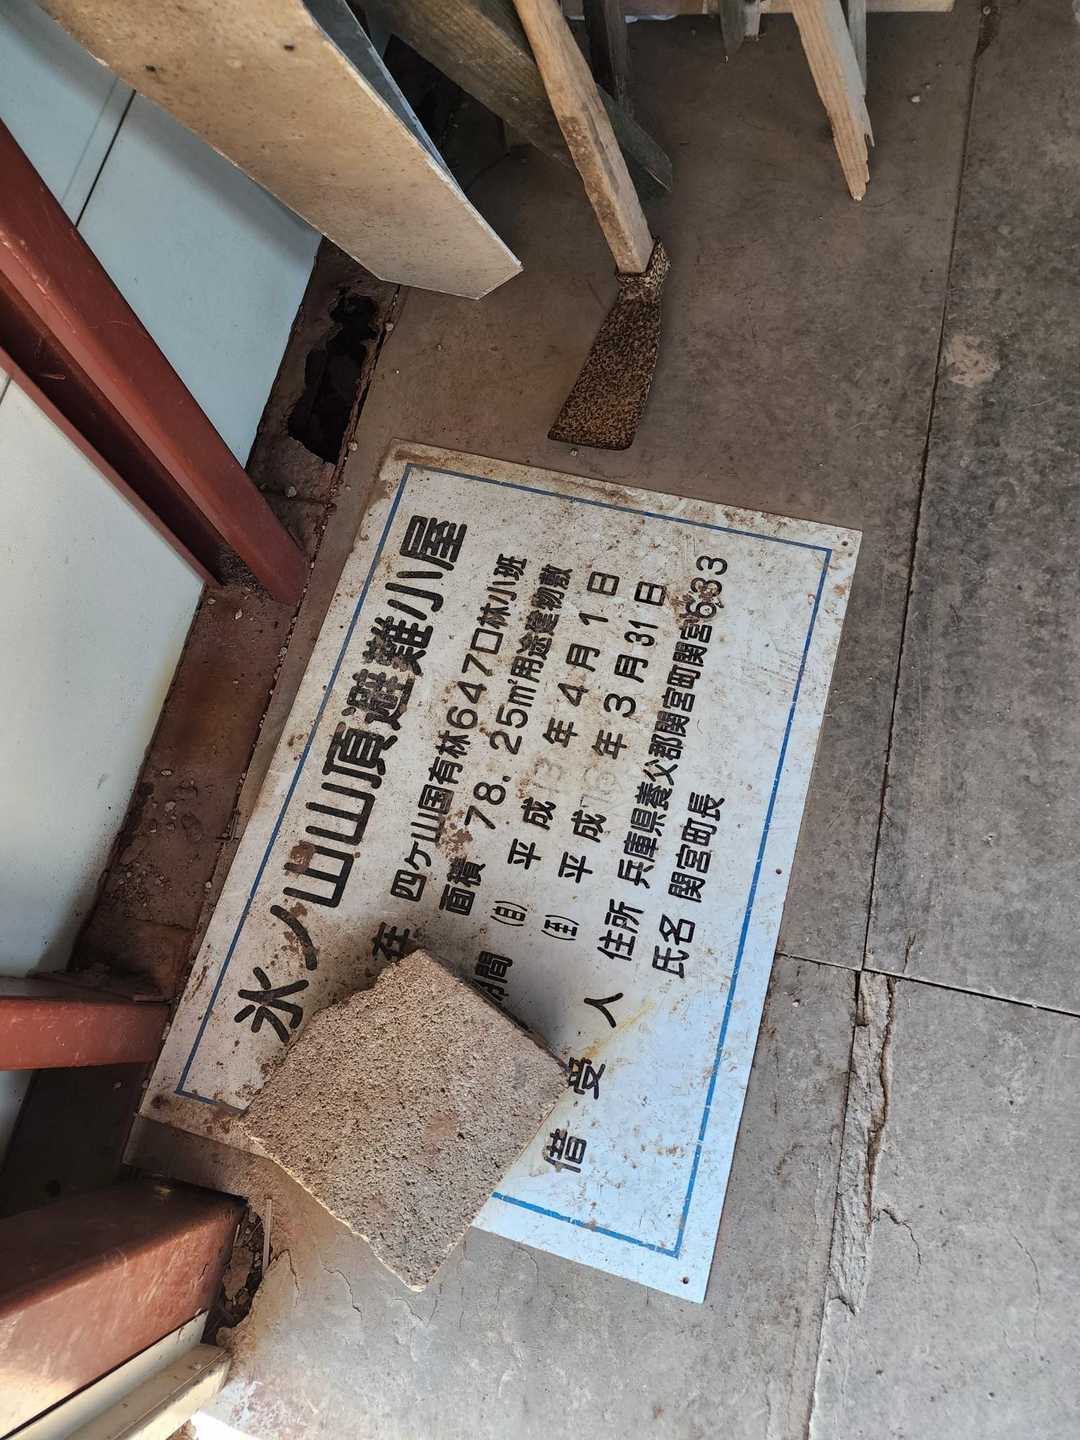 氷ノ山山頂避難小屋
在 四ケ山国有林647口林小班
面積 78.25㎡用途建物敷
期間 (自) 平成13年4月1日
(至) 平成 年3月31日
借受人 住所 兵庫県養父郡関宮町関宮633
氏名 関宮町長